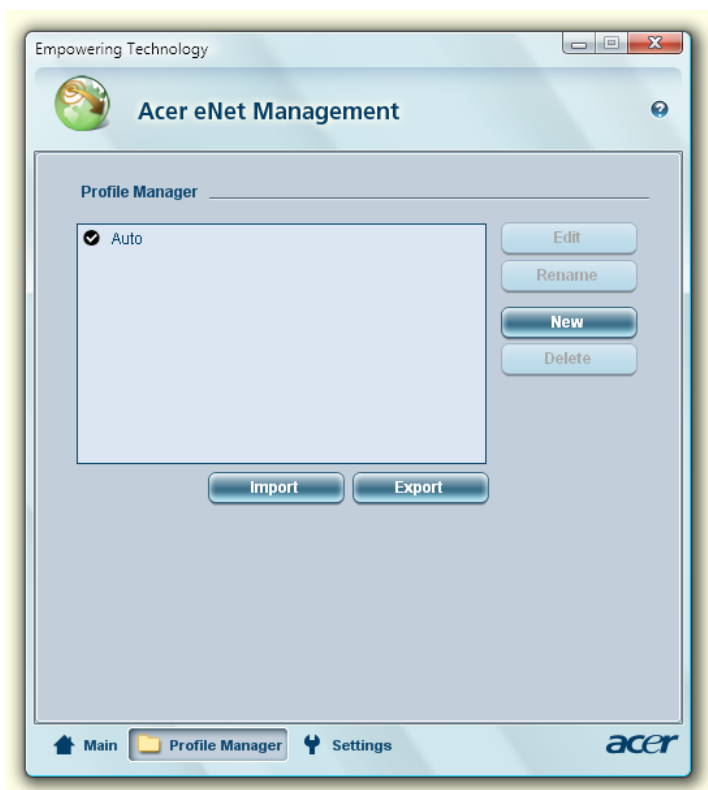 Empowering Technology
Acer eNet Management
Profile Manager
Auto
Edit
Rename
New
Delete
Import Export
Main Profile Manager Settings acer